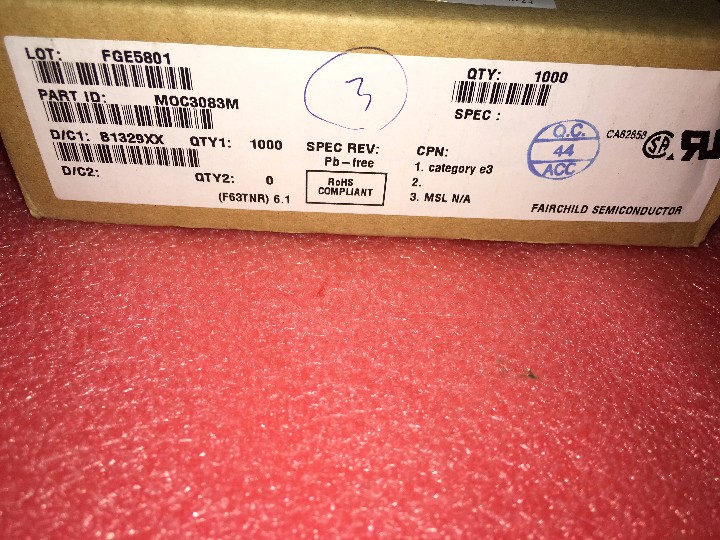 LOT: FGE5801
PART ID: MOC3083M
D/C1: B1329XX QTY1: 1000
D/C2: QTY2: 0
(F63TNR) 6.1
3
SPEC REV:
Pb-free
RoHS
COMPLIANT
QTY: 1000
SPEC :
CPN:
1. category e3
2.
3. MSL N/A
Q.C.
44
ACC
CA82658
FAIRCHILD SEMICONDUCTOR